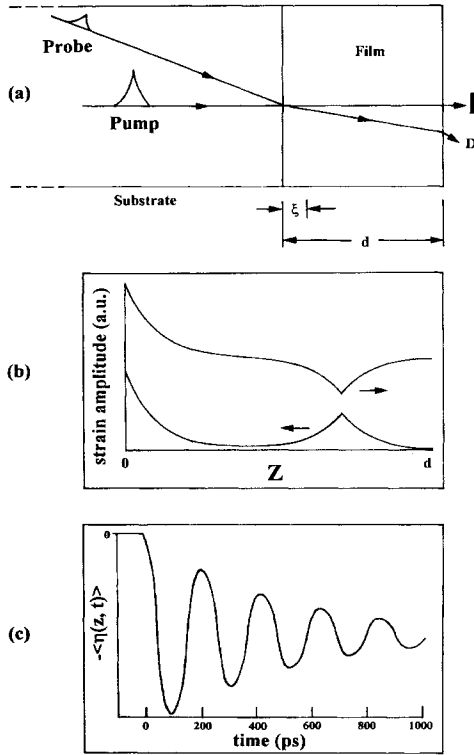 (a)
Probe
Pump
Film
D
Substrate
ξ
d
(b)
strain amplitude (a.u.)
0
Z
d
(c)
0
-<η(z, t)>
0 200 400 600 800 1000
time (ps)